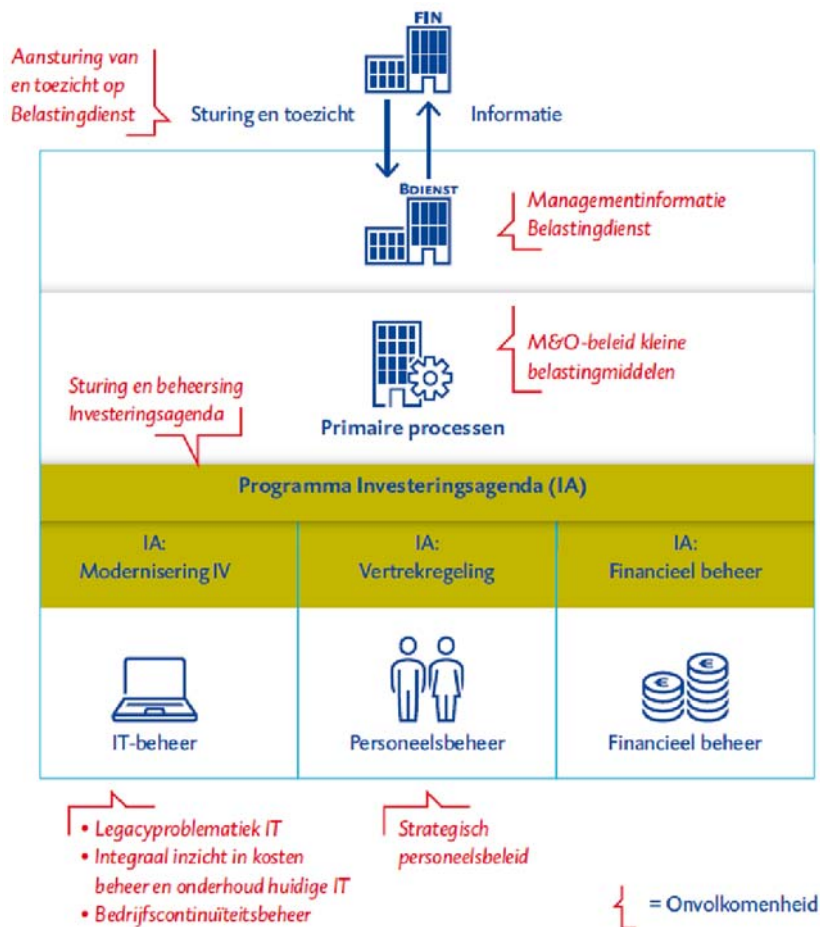 FIN
Aansturing van
en toezicht op
Belastingdienst
Sturing en toezicht
Informatie
BDIENST
Managementinformatie
Belastingdienst
M&O-beleid kleine
belastingmiddelen
Sturing en beheersing
Investeringsagenda
Primaire processen
Programma Investeringsagenda (IA)
IA:
Modernisering IV
IA:
Vertrekregeling
IA:
Financieel beheer
€
€
IT-beheer
Personeelsbeheer
Financieel beheer
• Legacyproblematiek IT
• Integraal inzicht in kosten
beheer en onderhoud huidige IT
• Bedrijfscontinuïteitsbeheer
Strategisch
personeelsbeleid
= Onvolkomenheid